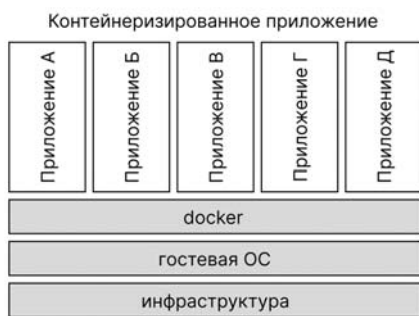 Контейнеризированное приложение
Приложение А
Приложение Б
Приложение В
Приложение Г
Приложение Д
docker
гостевая ОС
инфраструктура